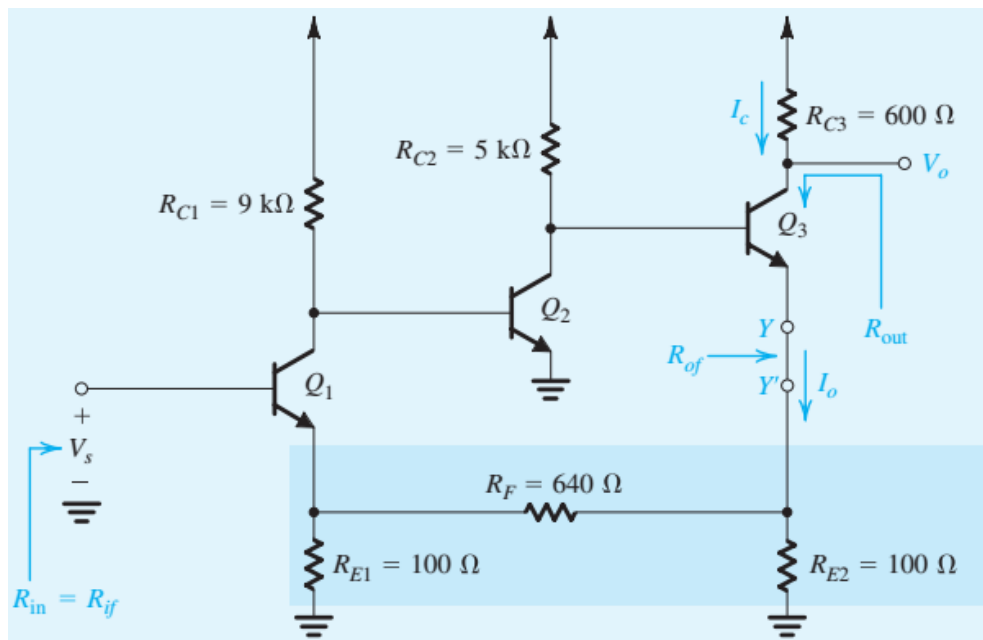 I_c
R_C3 = 600 Ω
R_C2 = 5 kΩ
V_o
R_C1 = 9 kΩ
Q_3
Q_2
Y
R_out
R_of
Q_1
Y'
I_o
+
V_s
−
R_F = 640 Ω
R_E1 = 100 Ω
R_E2 = 100 Ω
R_in = R_if